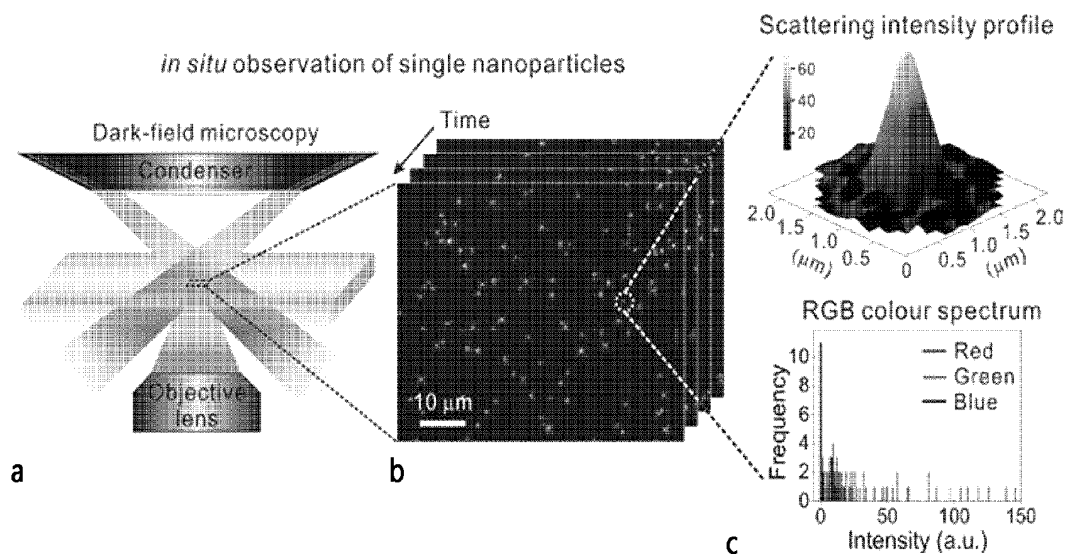 Scattering intensity profile
in situ observation of single nanoparticles
Dark-field microscopy
Time
Condenser
Objective
lens
10 μm
60
40
20
2.0
1.5
1.0
0.5
0
1.0
1.5
2.0
(μm)
(μm)
RGB colour spectrum
Red
Green
Blue
Frequency
10
8
6
4
2
0
0
50
100
150
Intensity (a.u.)
a
b
c